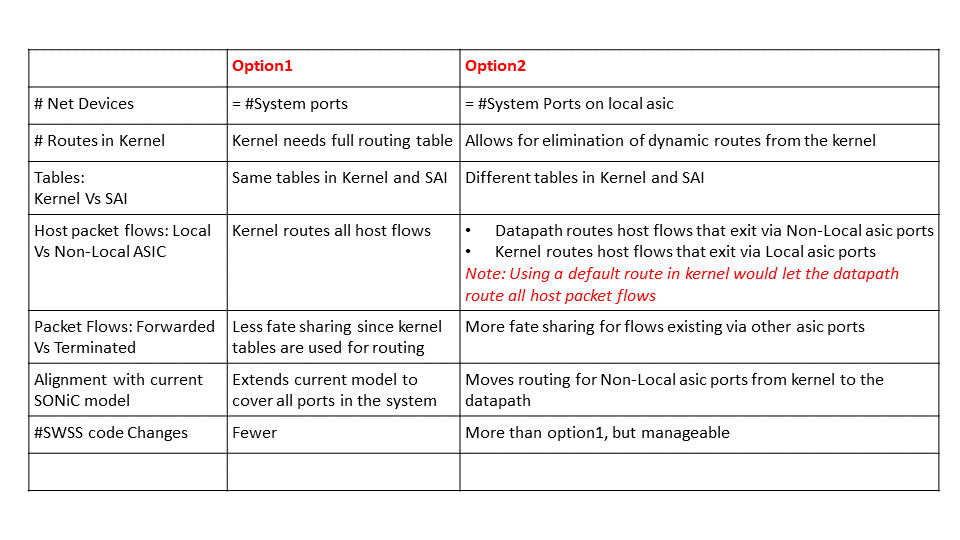 Option1
Option2
# Net Devices
= #System ports
= #System Ports on local asic
# Routes in Kernel
Kernel needs full routing table
Allows for elimination of dynamic routes from the kernel
Tables:
Kernel Vs SAI
Same tables in Kernel and SAI
Different tables in Kernel and SAI
Host packet flows: Local
Vs Non-Local ASIC
Kernel routes all host flows
• Datapath routes host flows that exit via Non-Local asic ports
• Kernel routes host flows that exit via Local asic ports
Note: Using a default route in kernel would let the datapath
route all host packet flows
Packet Flows: Forwarded
Vs Terminated
Less fate sharing since kernel
tables are used for routing
More fate sharing for flows existing via other asic ports
Alignment with current
SONiC model
Extends current model to
cover all ports in the system
Moves routing for Non-Local asic ports from kernel to the
datapath
#SWSS code Changes
Fewer
More than option1, but manageable